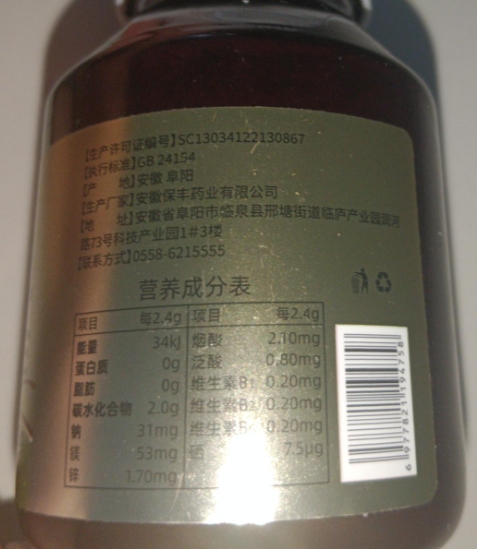 【生产许可证编号】SC13034122130867
【执行标准】GB 24154
【产 地】安徽 阜阳
【生产厂家】安徽保丰药业有限公司
【地 址】安徽省阜阳市临泉县邢塘街道临庐产业园
路73号科技产业园1#3楼
【联系方式】0558-6215555
营养成分表
项目 每2.4g 项目 每2.4g
能量 34kJ 烟酸 2.10mg
蛋白质 0g 泛酸 0.80mg
脂肪 0g 维生素B1 0.20mg
碳水化合物 2.0g 维生素B2 0.20mg
钠 31mg 维生素B6 0.20mg
镁 53mg 硒 7.5μg
锌 1.70mg
6 977821 194758